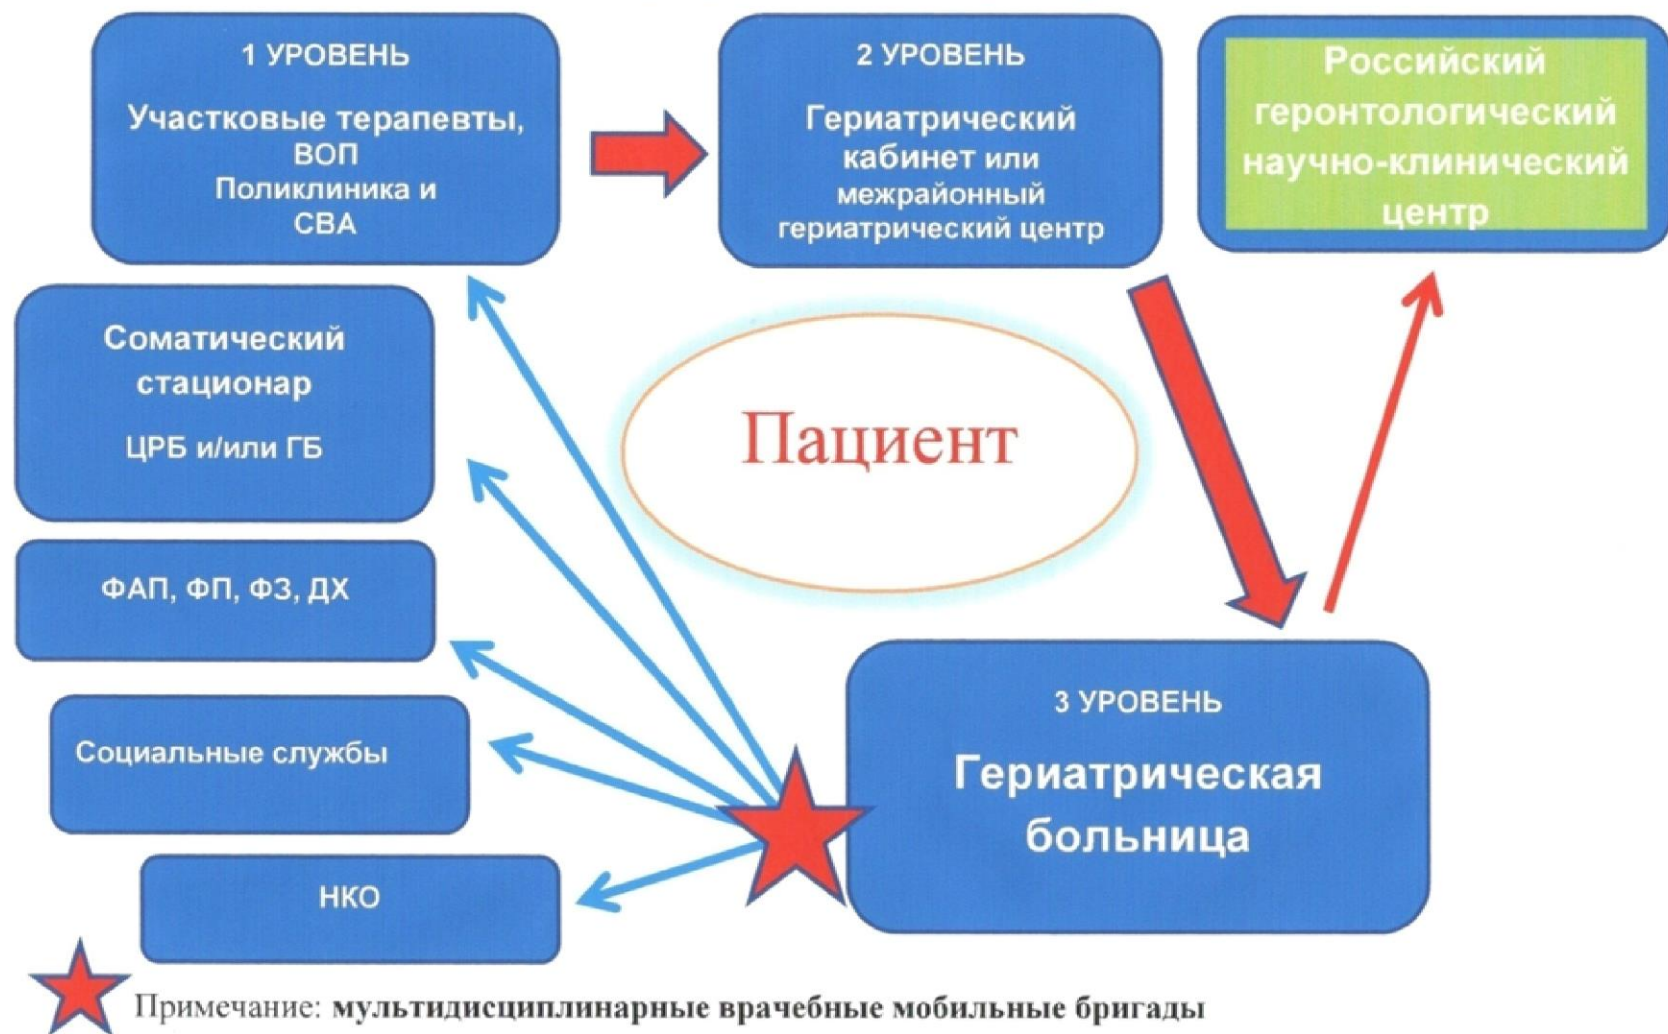 1 УРОВЕНЬ
Участковые терапевты,
ВОП
Поликлиника и
СВА
2 УРОВЕНЬ
Гериатрический
кабинет или
межрайонный
гериатрический центр
Российский
геронтологический
научно-клинический
центр
Соматический
стационар
ЦРБ и/или ГБ
Пациент
ФАП, ФП, ФЗ, ДХ
Социальные службы
НКО
3 УРОВЕНЬ
Гериатрическая
больница
Примечание: мультидисциплинарные врачебные мобильные бригады